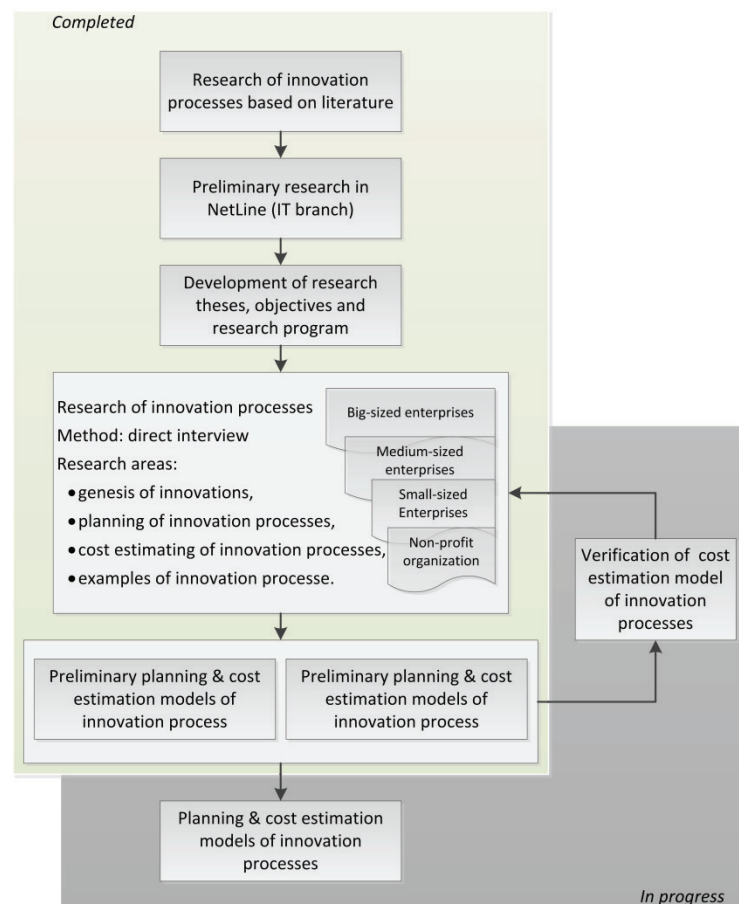 Completed
Research of innovation
processes based on literature
Preliminary research in
NetLine (IT branch)
Development of research
theses, objectives and
research program
Research of innovation processes
Method: direct interview
Research areas:
•genesis of innovations,
•planning of innovation processes,
•cost estimating of innovation processes,
•examples of innovation processe.
Big-sized enterprises
Medium-sized
enterprises
Small-sized
Enterprises
Non-profit
organization
Verification of cost
estimation model
of innovation
processes
Preliminary planning & cost
estimation models of
innovation process
Preliminary planning & cost
estimation models of
innovation process
Planning & cost estimation
models of innovation
processes
In progress